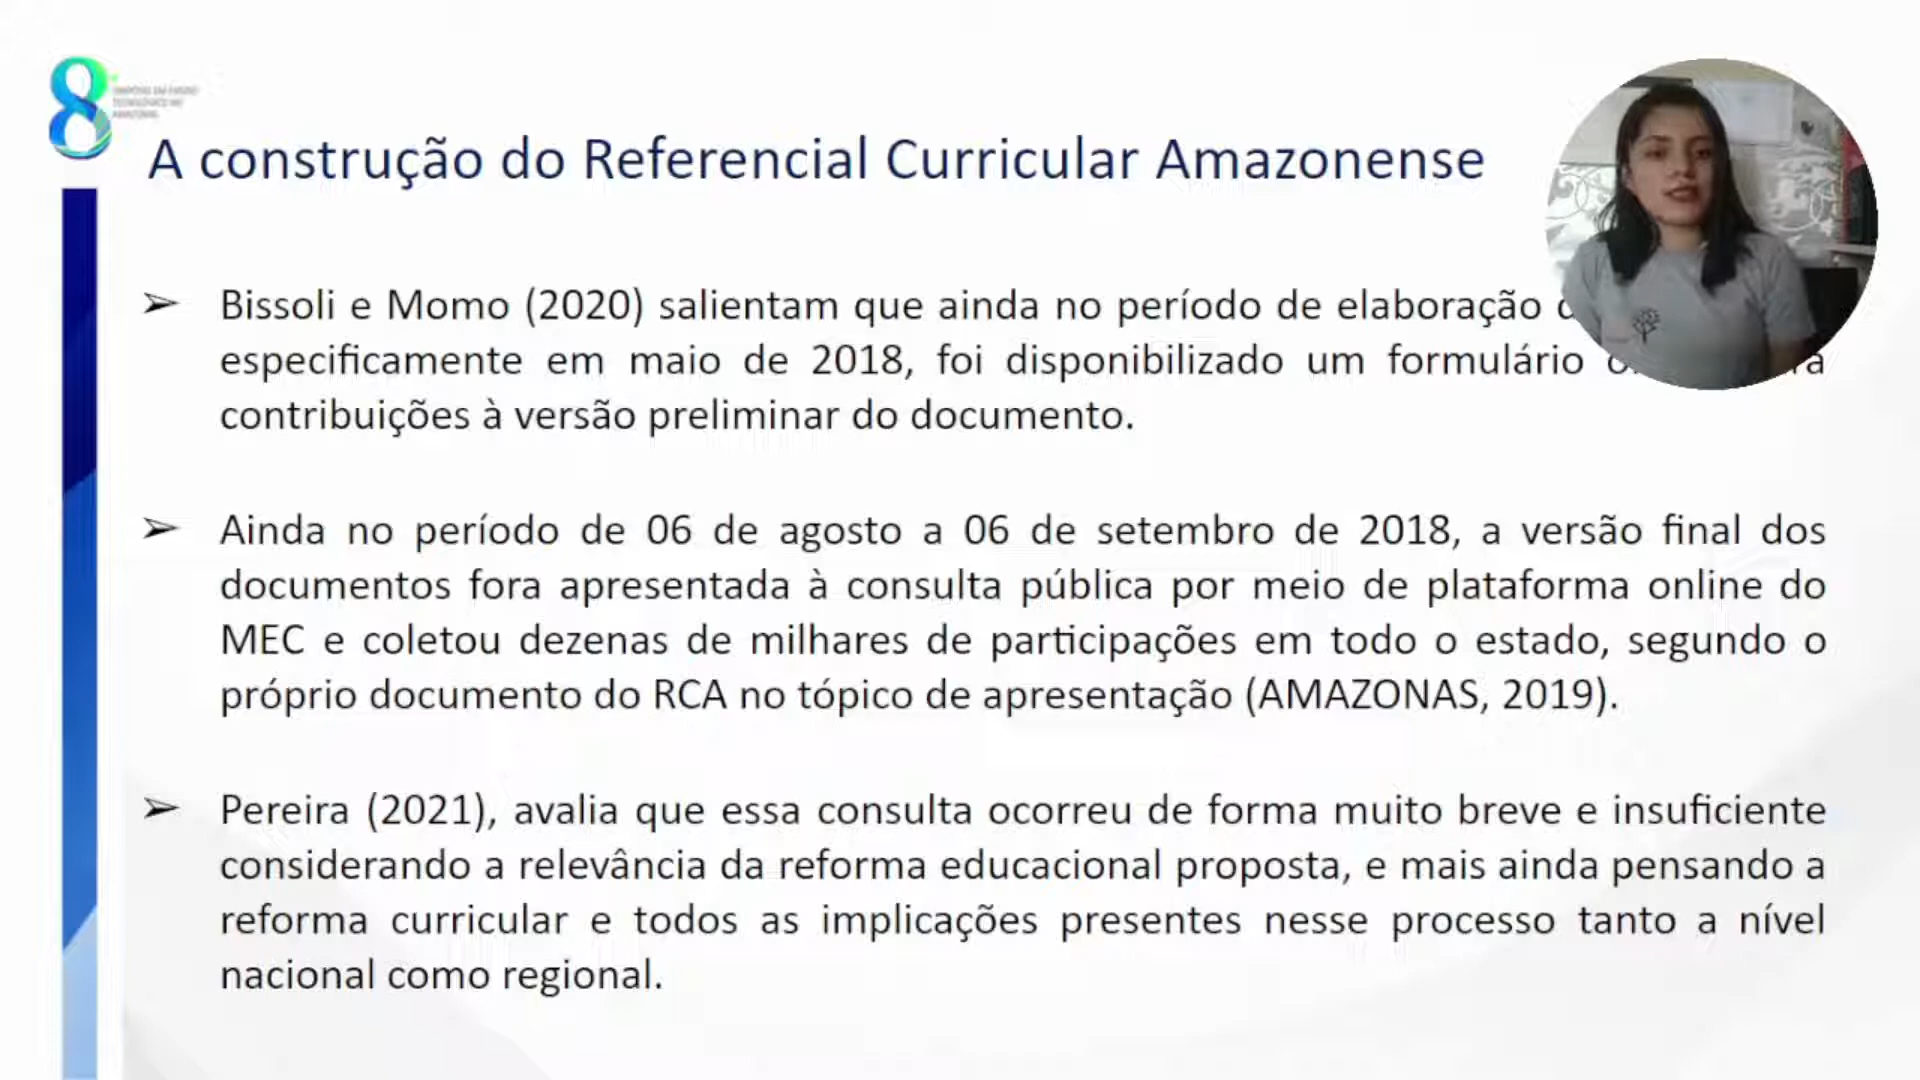 8
A construção do Referencial Curricular Amazonense
➢ Bissoli e Momo (2020) salientam que ainda no período de elaboração
especificamente em maio de 2018, foi disponibilizado um formulário
contribuições à versão preliminar do documento.
➢ Ainda no período de 06 de agosto a 06 de setembro de 2018, a versão final dos
documentos fora apresentada à consulta pública por meio de plataforma online do
MEC e coletou dezenas de milhares de participações em todo o estado, segundo o
próprio documento do RCA no tópico de apresentação (AMAZONAS, 2019).
➢ Pereira (2021), avalia que essa consulta ocorreu de forma muito breve e insuficiente
considerando a relevância da reforma educacional proposta, e mais ainda pensando a
reforma curricular e todos as implicações presentes nesse processo tanto a nível
nacional como regional.